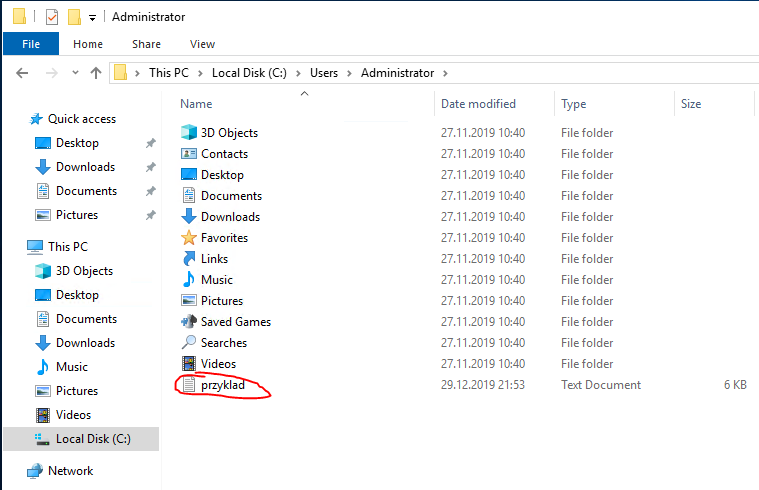 Administrator
File Home Share View
This PC Local Disk (C:) Users Administrator
Name Date modified Type Size
Quick access
Desktop
Downloads
Documents
Pictures
This PC
3D Objects
Desktop
Documents
Downloads
Music
Pictures
Videos
Local Disk (C:)
Network
3D Objects 27.11.2019 10:40 File folder
Contacts 27.11.2019 10:40 File folder
Desktop 27.11.2019 10:40 File folder
Documents 27.11.2019 10:40 File folder
Downloads 27.11.2019 10:40 File folder
Favorites 27.11.2019 10:40 File folder
Links 27.11.2019 10:40 File folder
Music 27.11.2019 10:40 File folder
Pictures 27.11.2019 10:40 File folder
Saved Games 27.11.2019 10:40 File folder
Searches 27.11.2019 10:40 File folder
Videos 27.11.2019 10:40 File folder
przyklad 29.12.2019 21:53 Text Document 6 KB